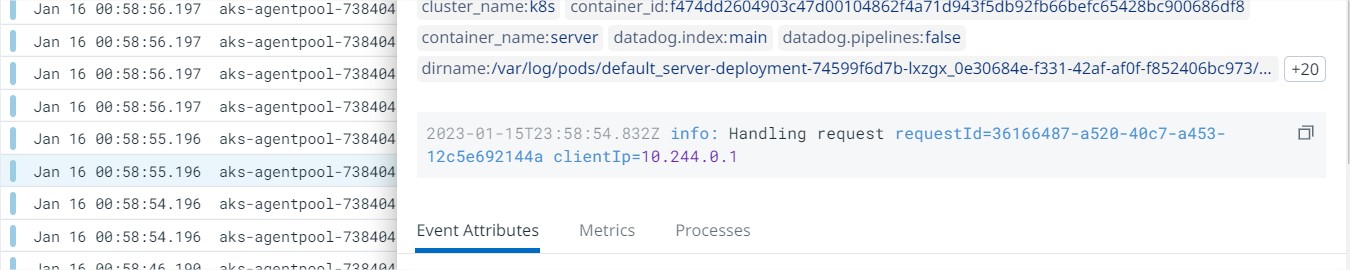 Jan 16 00:58:56.197 aks-agentpool-738404
Jan 16 00:58:56.197 aks-agentpool-738404
Jan 16 00:58:56.197 aks-agentpool-738404
Jan 16 00:58:56.197 aks-agentpool-738404
Jan 16 00:58:55.196 aks-agentpool-738404
Jan 16 00:58:55.196 aks-agentpool-738404
Jan 16 00:58:54.196 aks-agentpool-738404
Jan 16 00:58:54.196 aks-agentpool-738404
Jan 16 00:58:46.190 aks-agentpool-738404
cluster_name:k8s container_id:f474dd2604903c47d00104862f4a71d943f5db92fb66befc65428bc900686df8
container_name:server datadog.index:main datadog.pipelines:false
dirname:/var/log/pods/default_server-deployment-74599f6d7b-lxzgx_0e30684e-f331-42af-af0f-f852406bc973/... +20
2023-01-15T23:58:54.832Z info: Handling request requestId=36166487-a520-40c7-a453-
12c5e692144a clientIp=10.244.0.1
Event Attributes Metrics Processes